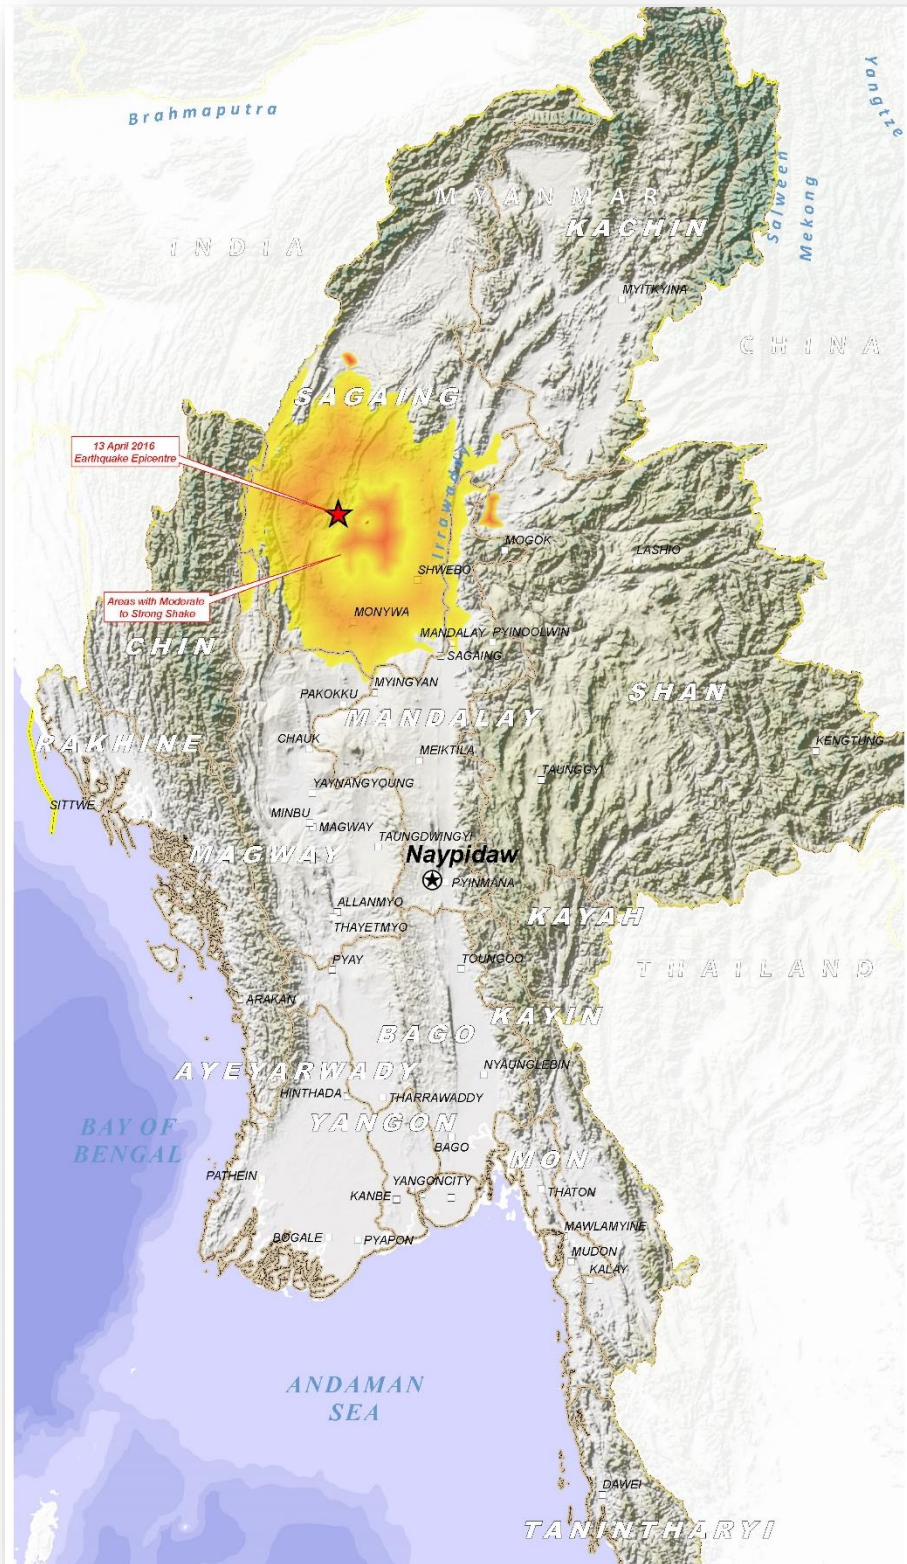 Yangtze
Brahmaputra
Salween
Mekong
MYANMAR
KACHIN
INDIA
MYITKYINA
CHINA
SAGAING
13 April 2016
Earthquake Epicentre
Irrawaddy
MOGOK
LASHIO
SHWEBO
Areas with Moderate
to Strong Shake
MONYWA
MANDALAY
PYINOOLWIN
CHIN
SAGAING
MYINGYAN
PAKOKKU
SHAN
MANDALAY
RAKHINE
CHAUK
MEIKTILA
KENGTUNG
TAUNGGYI
YAYNANGYOUNG
SITTWE
MINBU
MAGWAY
TAUNGDWINGYI
MAGWAY
Naypidaw
PYINMANA
ALLANMYO
KAYAH
THAYETMYO
PYAY
TOUNGOO
THAILAND
ARAKAN
KAYIN
BAGO
AYEYARWADY
NYAUNGLEBIN
HINTHADA
THARRAWADDY
YANGON
BAY OF
BENGAL
BAGO
MON
PATHEIN
YANGONCITY
KANBE
THATON
MAWLAMYINE
BOGALE
PYAPON
MUDON
KALAY
ANDAMAN
SEA
DAWEI
TANINTHARYI